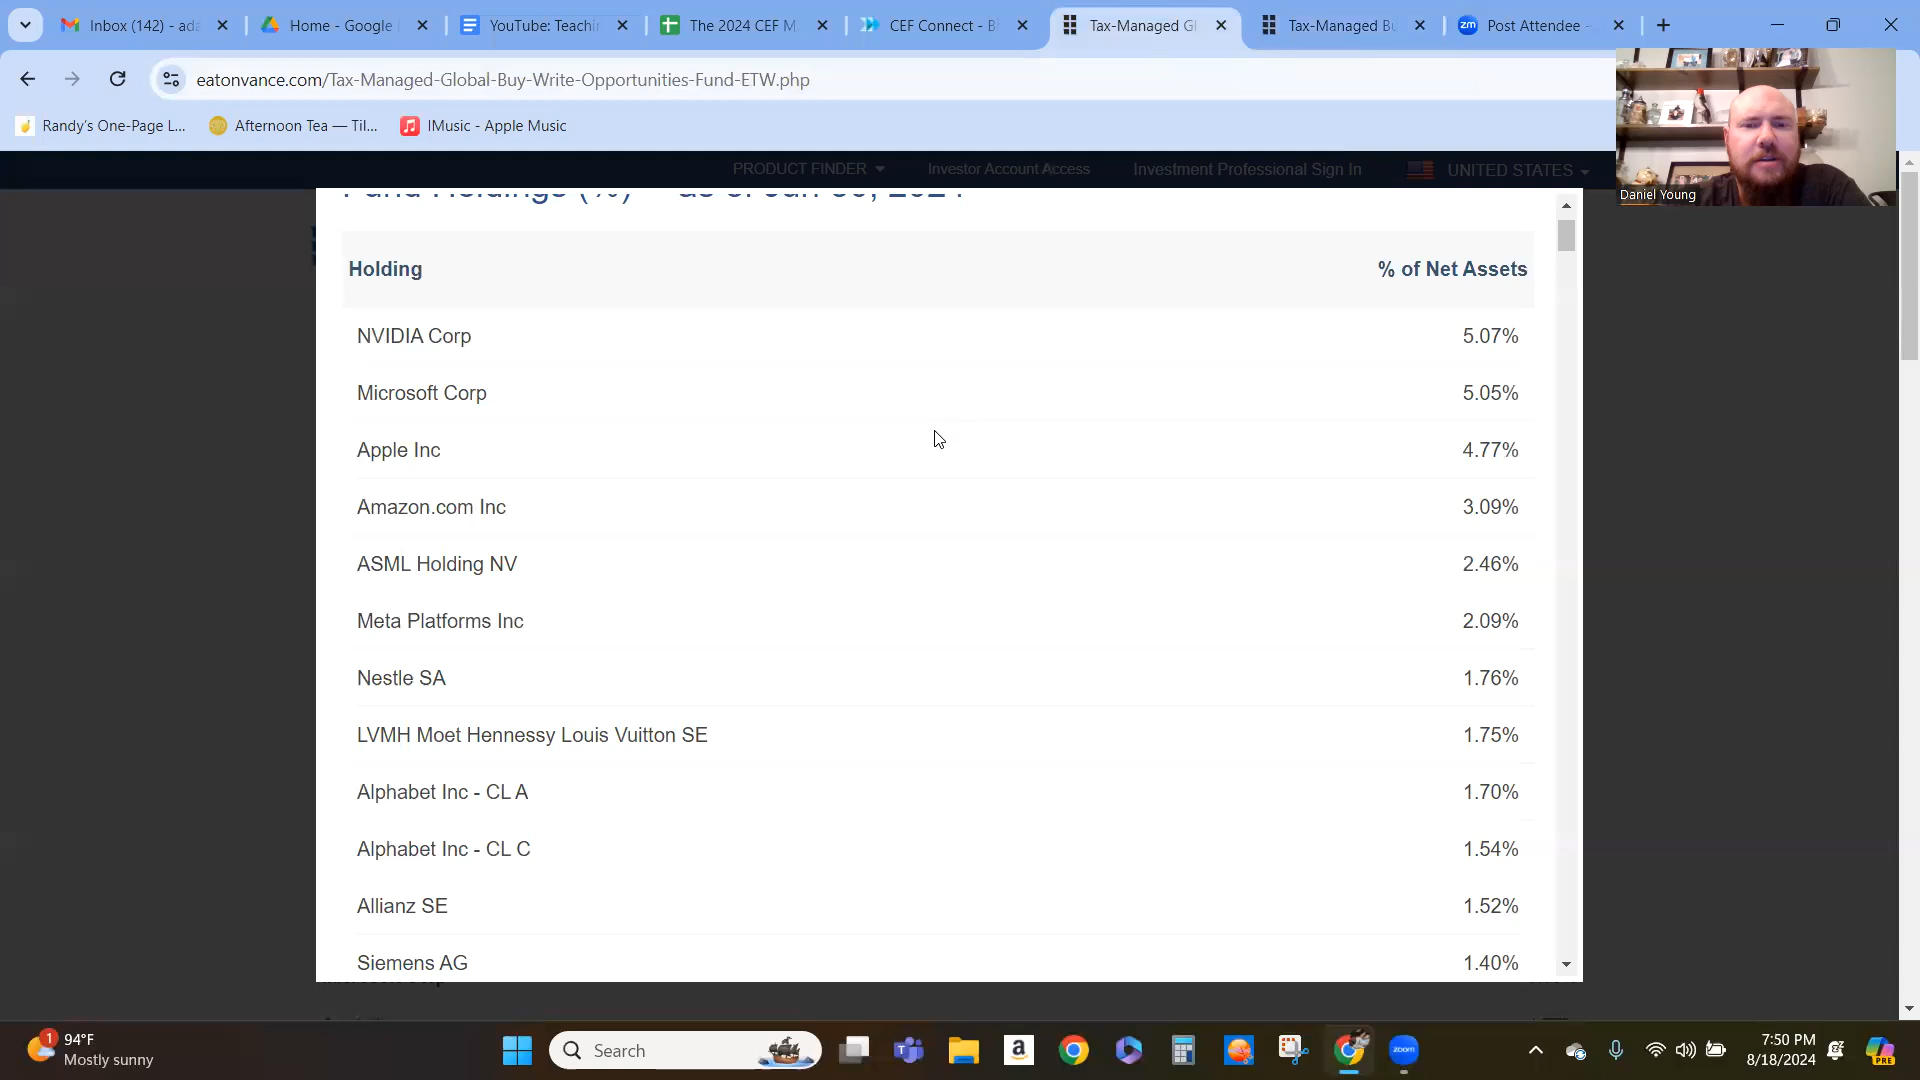 Inbox (142) - ada
Home - Google
YouTube: Teachin
The 2024 CEF M
CEF Connect - B
Tax-Managed Gl
Tax-Managed Bu
zm Post Attendee -
eatonvance.com/Tax-Managed-Global-Buy-Write-Opportunities-Fund-ETW.php
Randy's One-Page L...
Afternoon Tea — Til...
IMusic - Apple Music
PRODUCT FINDER
Investor Account Access
Investment Professional Sign In
UNITED STATES
Daniel Young
Holding % of Net Assets
NVIDIA Corp 5.07%
Microsoft Corp 5.05%
Apple Inc 4.77%
Amazon.com Inc 3.09%
ASML Holding NV 2.46%
Meta Platforms Inc 2.09%
Nestle SA 1.76%
LVMH Moet Hennessy Louis Vuitton SE 1.75%
Alphabet Inc - CL A 1.70%
Alphabet Inc - CL C 1.54%
Allianz SE 1.52%
Siemens AG 1.40%
1
94°F
Mostly sunny
Search
a
zoom
7:50 PM
8/18/2024
PRE